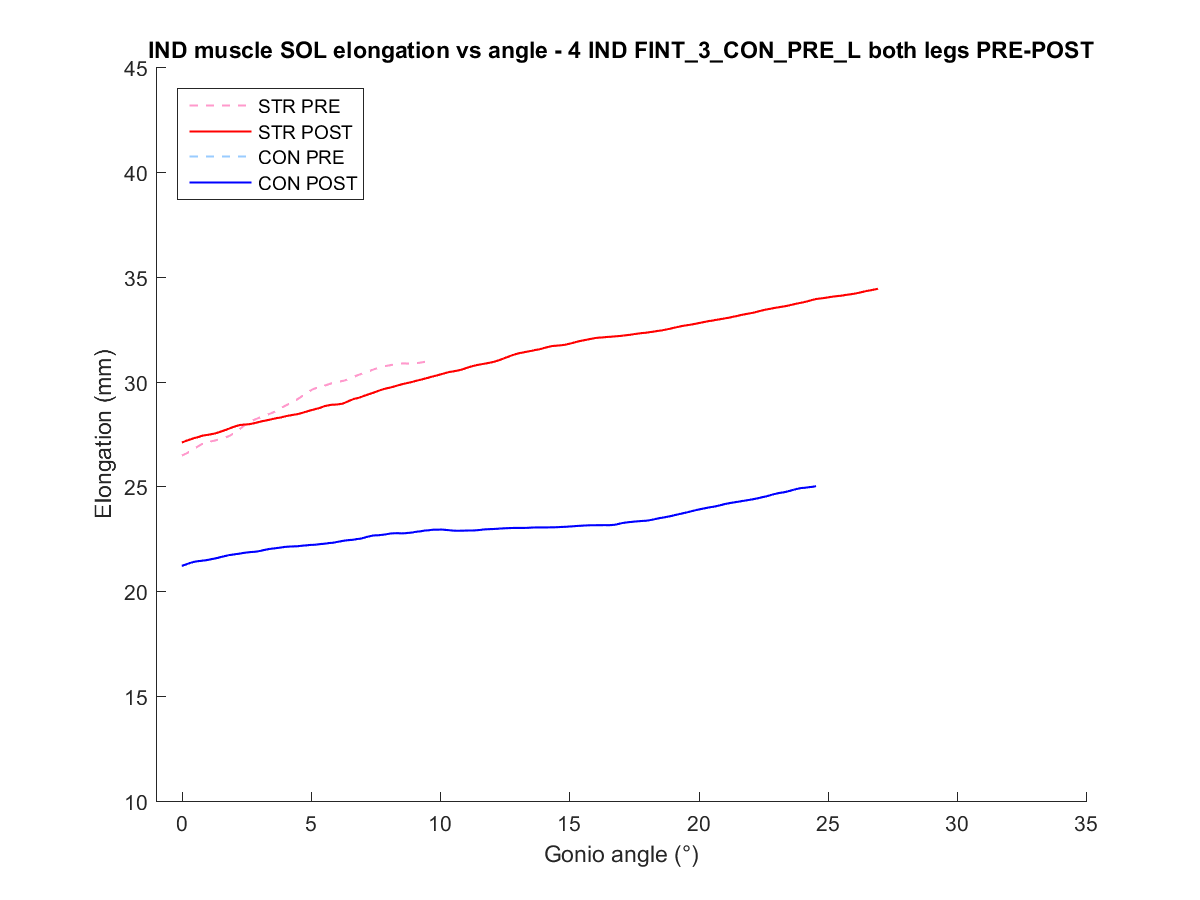 IND muscle SOL elongation vs angle - 4 IND FINT_3_CON_PRE_L both legs PRE-POST
45
40
35
30
25
20
15
10
STR PRE
STR POST
CON PRE
CON POST
Elongation (mm)
0 5 10 15 20 25 30 35
Gonio angle (°)